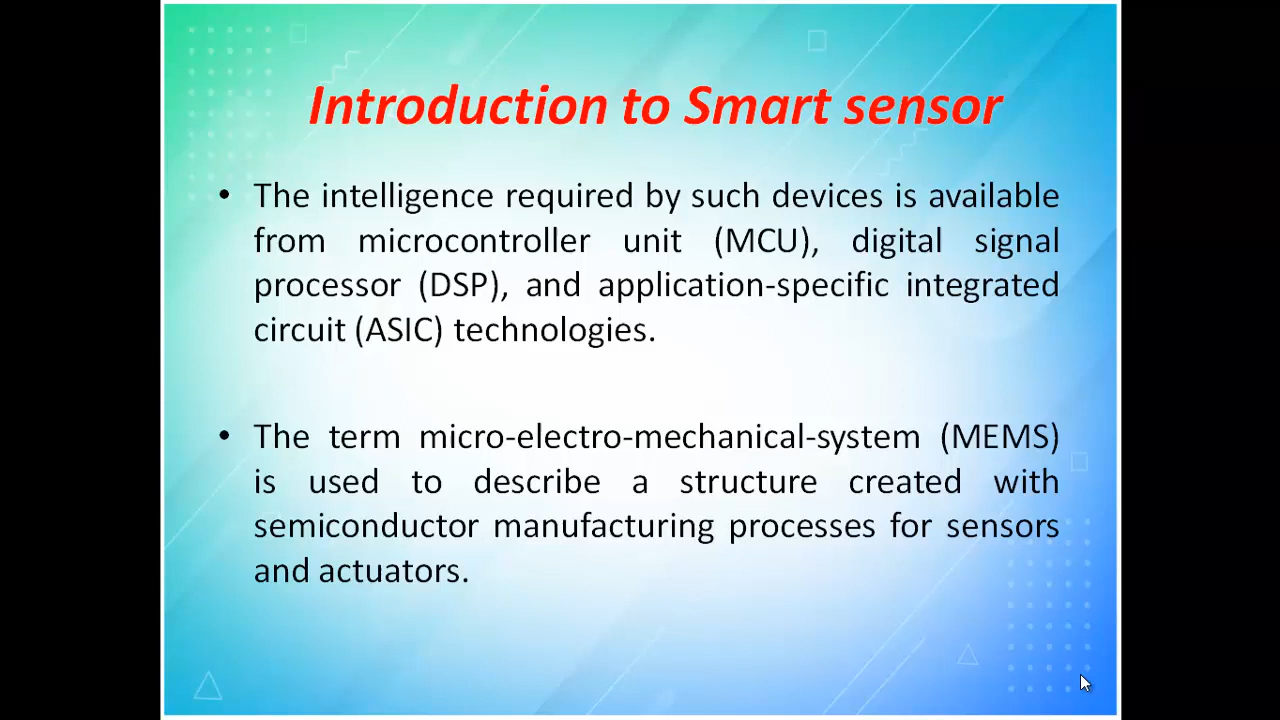 Introduction to Smart sensor
• The intelligence required by such devices is available
from microcontroller unit (MCU), digital signal
processor (DSP), and application-specific integrated
circuit (ASIC) technologies.
• The term micro-electro-mechanical-system (MEMS)
is used to describe a structure created with
semiconductor manufacturing processes for sensors
and actuators.